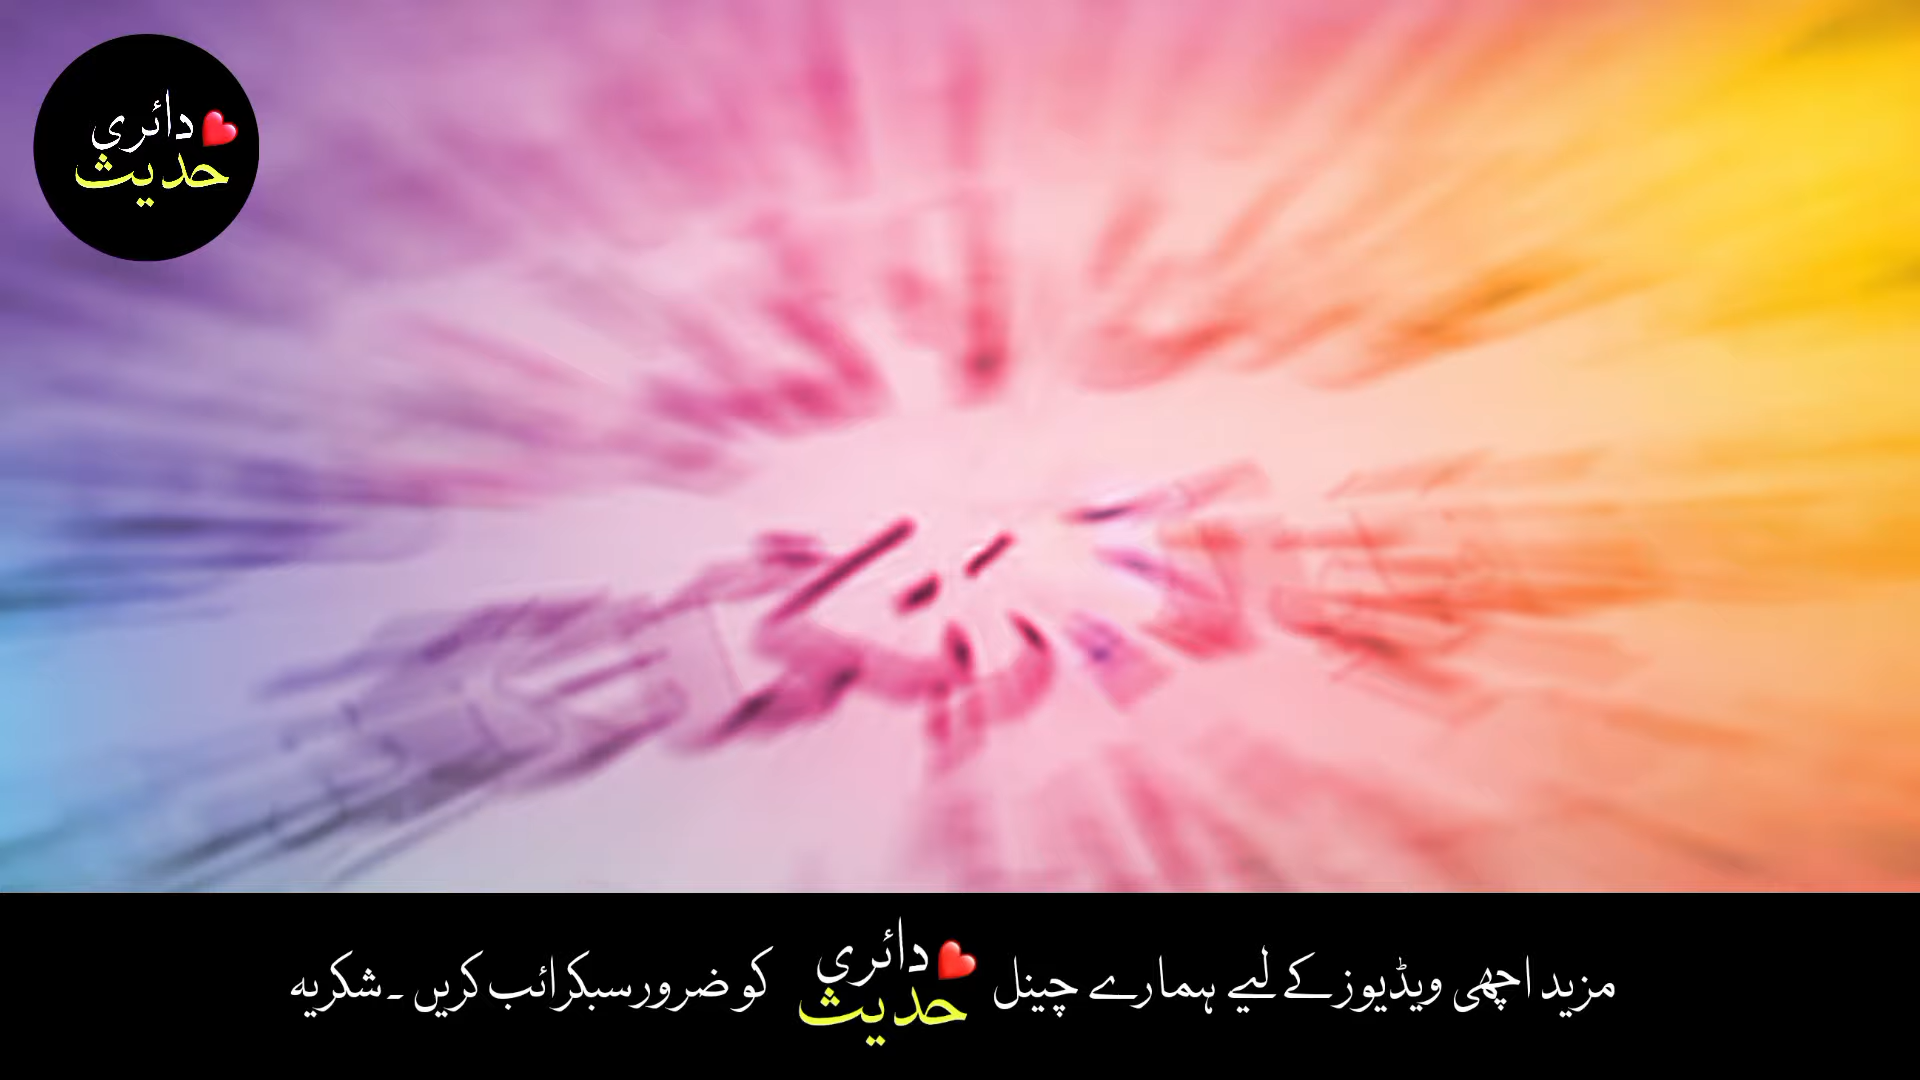 دائری
حدیث
مزید اچھی ویڈیوز کے لیے ہمارے چینل دائری حدیث کو ضرور سبکرائب کریں ۔ شکریہ